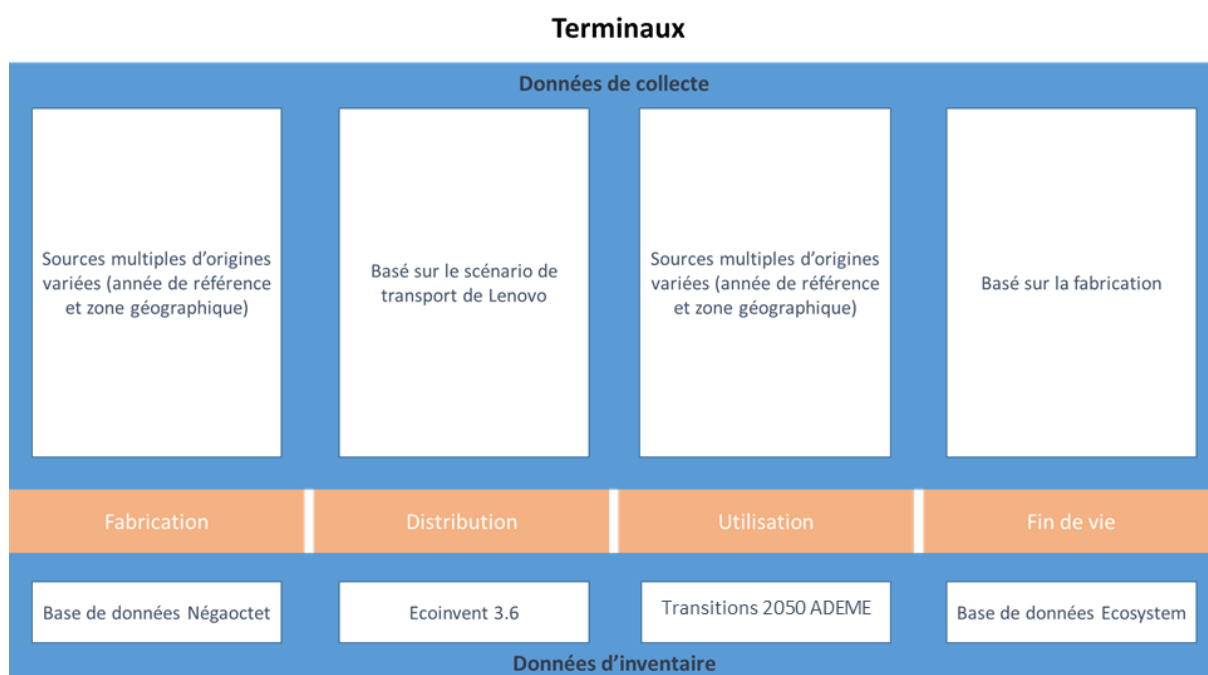 Terminaux
Données de collecte
Sources multiples d'origines
variées (année de référence
et zone géographique)
Basé sur le scénario de
transport de Lenovo
Sources multiples d'origines
variées (année de référence
et zone géographique)
Basé sur la fabrication
Fabrication
Distribution
Utilisation
Fin de vie
Base de données Négaoctet
Ecoinvent 3.6
Transitions 2050 ADEME
Base de données Ecosystem
Données d'inventaire